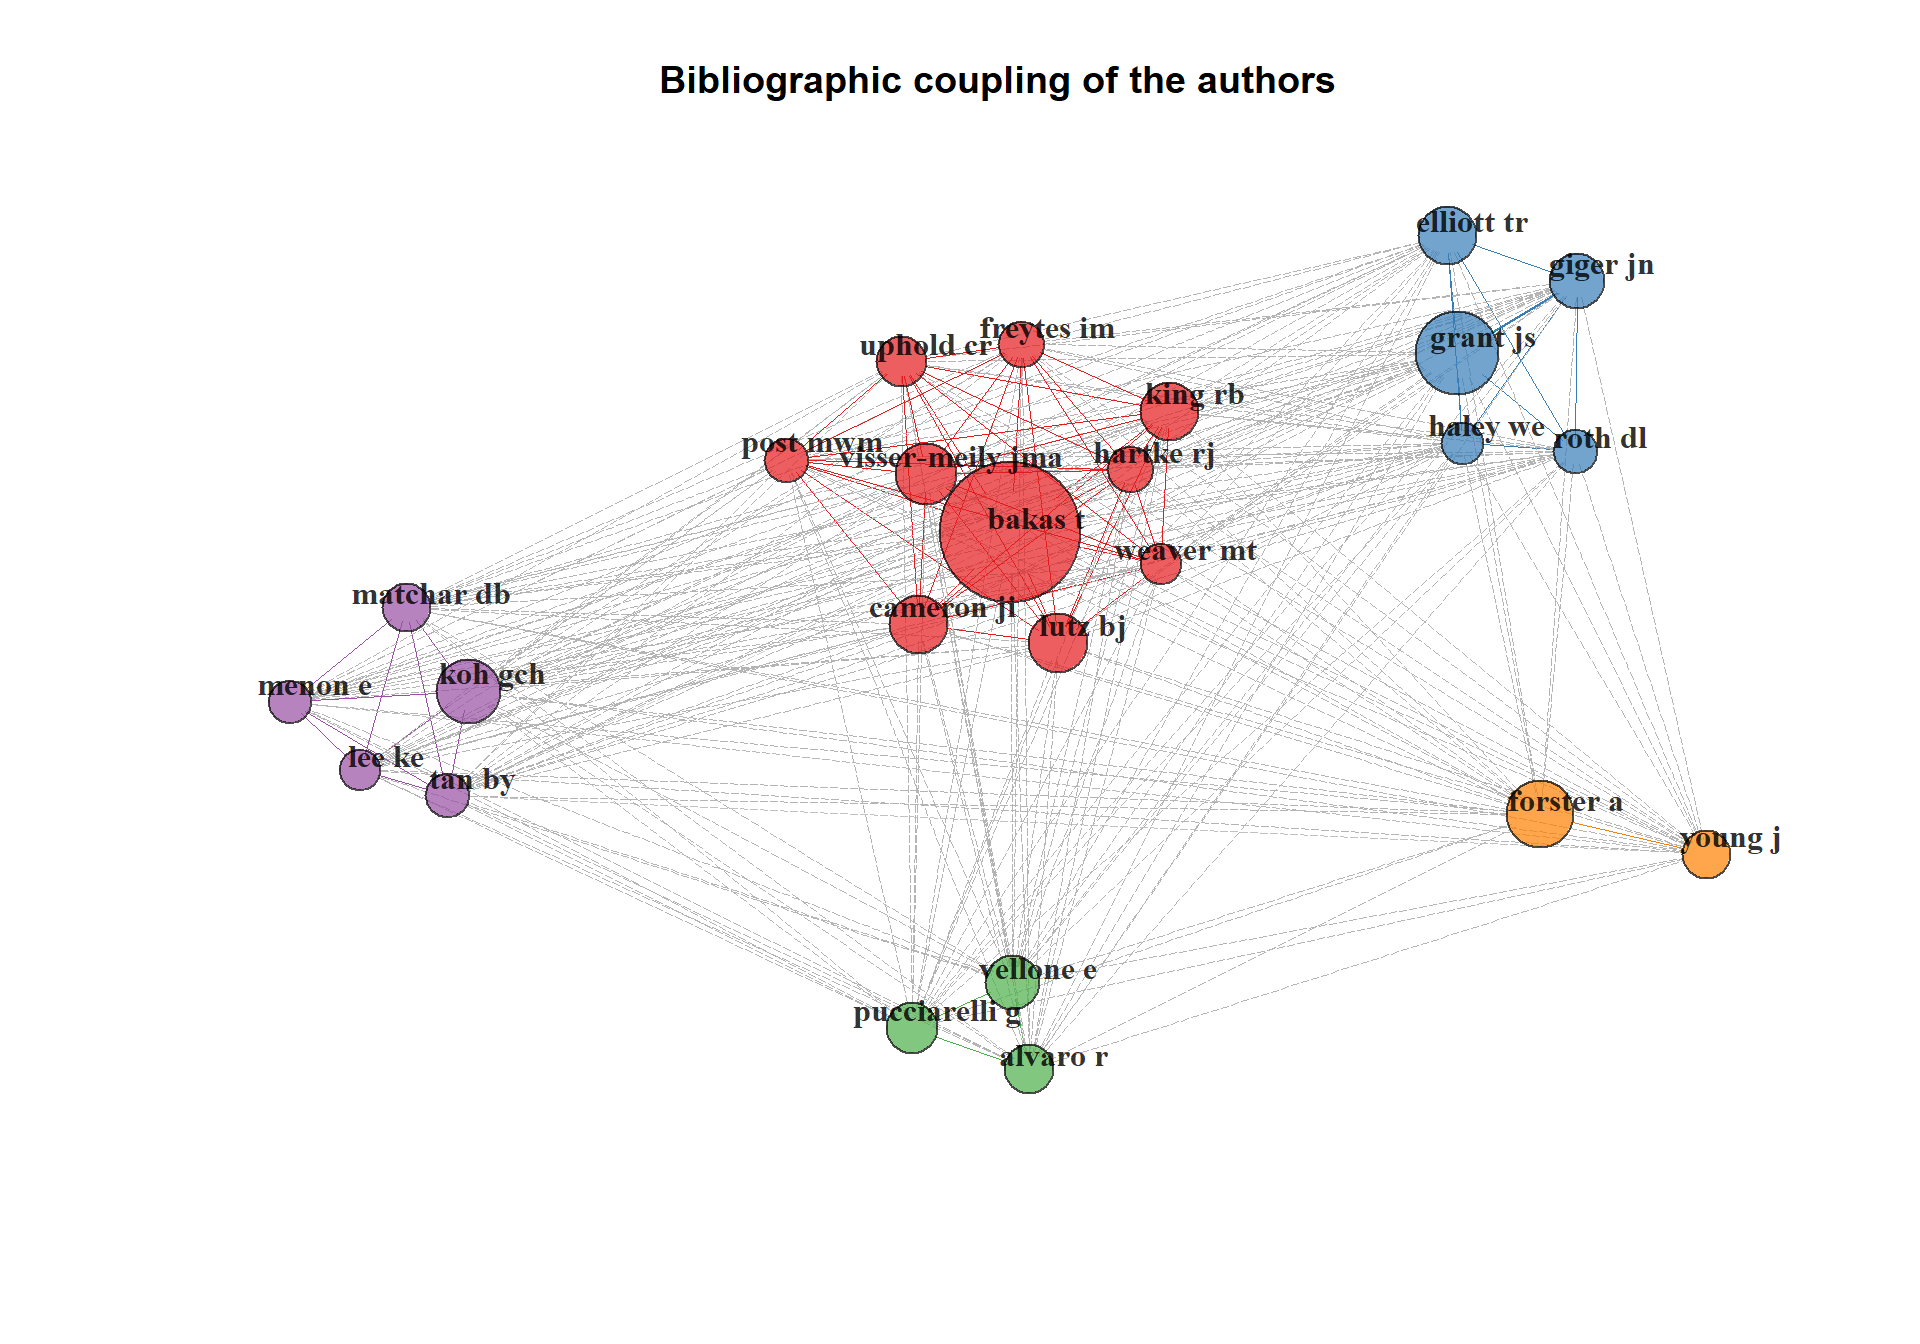 Bibliographic coupling of the authors
elliott tr
giger jn
freytes im
grant js
uphold cr
king rb
haley we
roth dl
post mwm
hartke rj
visser-meily jma
bakas t
weaver mt
matchar db
cameron ji
lutz bj
koh gch
menon e
lee ke
tan by
forster a
young j
vellone e
pucciarelli g
alvaro r